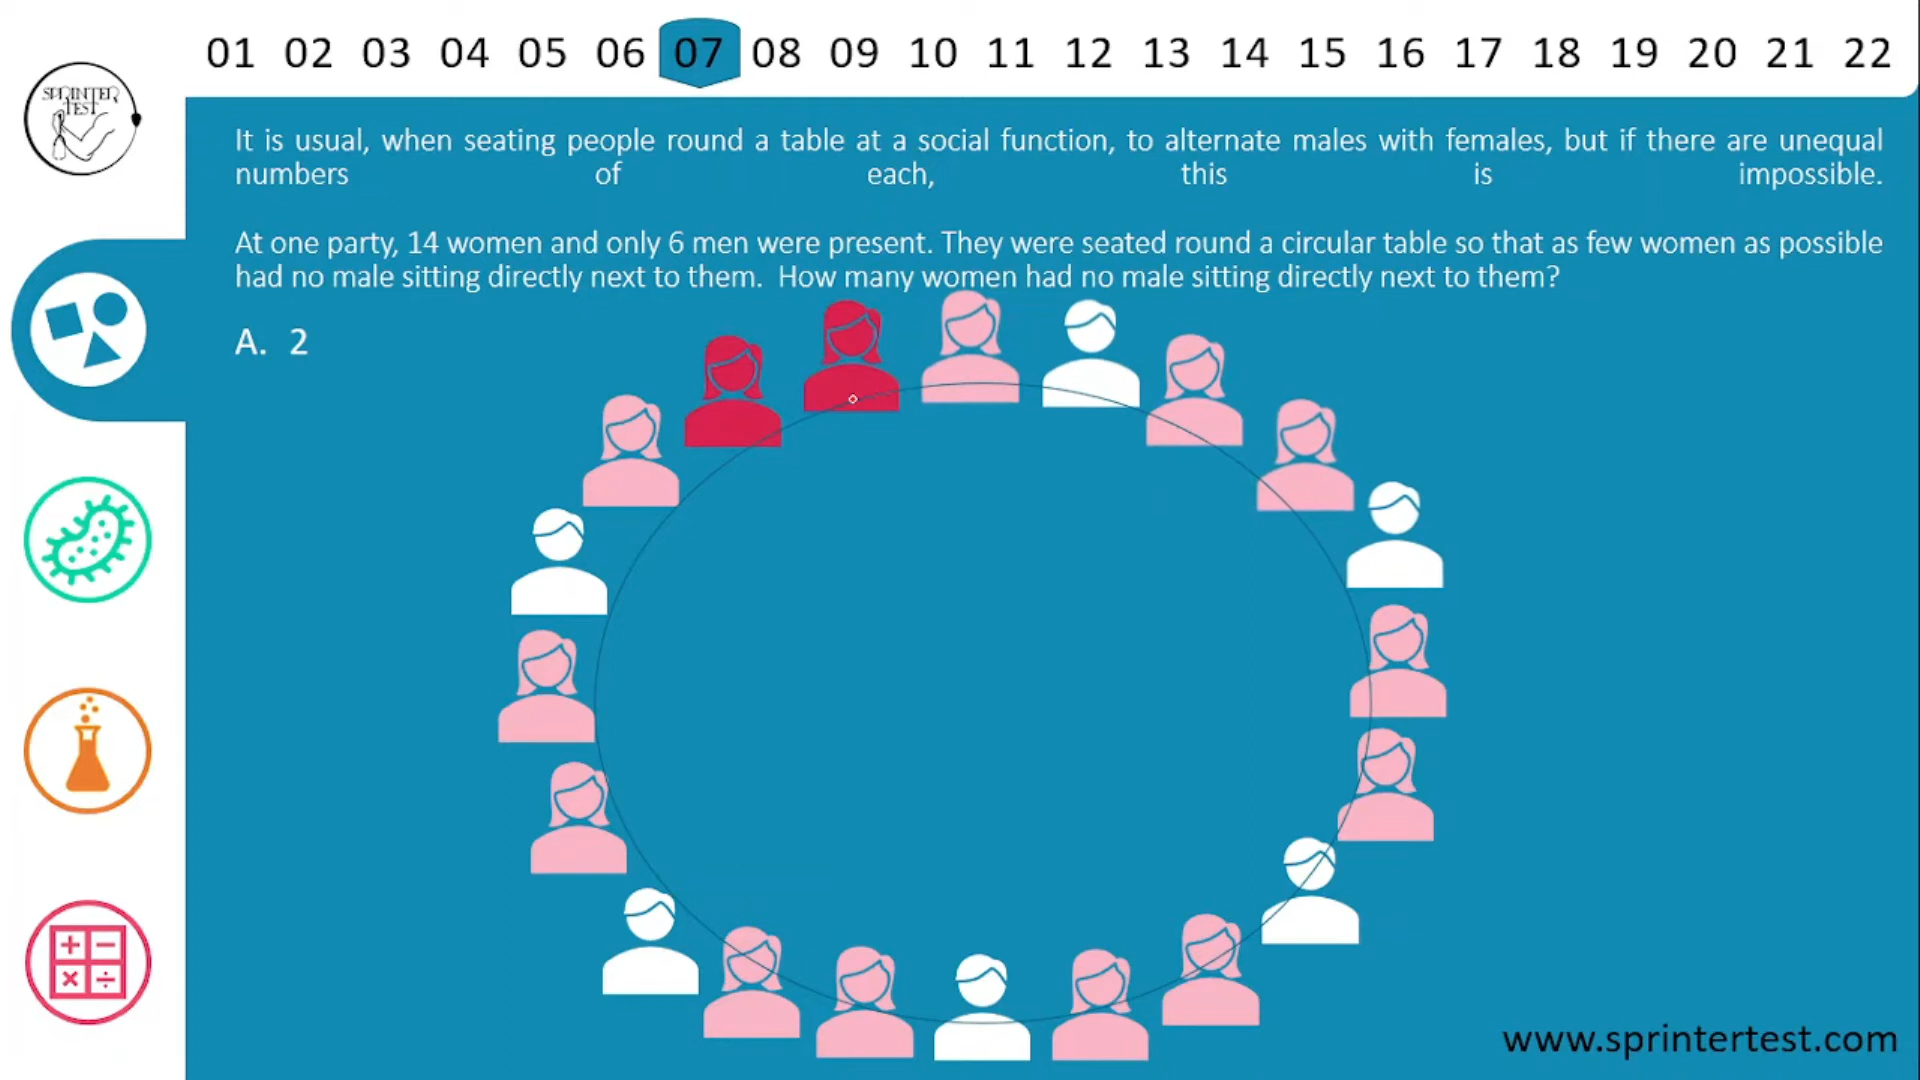 01 02 03 04 05 06 07 08 09 10 11 12 13 14 15 16 17 18 19 20 21 22
SPRINTER
TEST
It is usual, when seating people round a table at a social function, to alternate males with females, but if there are unequal
numbers of each, this is impossible.
At one party, 14 women and only 6 men were present. They were seated round a circular table so that as few women as possible
had no male sitting directly next to them. How many women had no male sitting directly next to them?
A. 2
+ −
× ÷
www.sprintertest.com